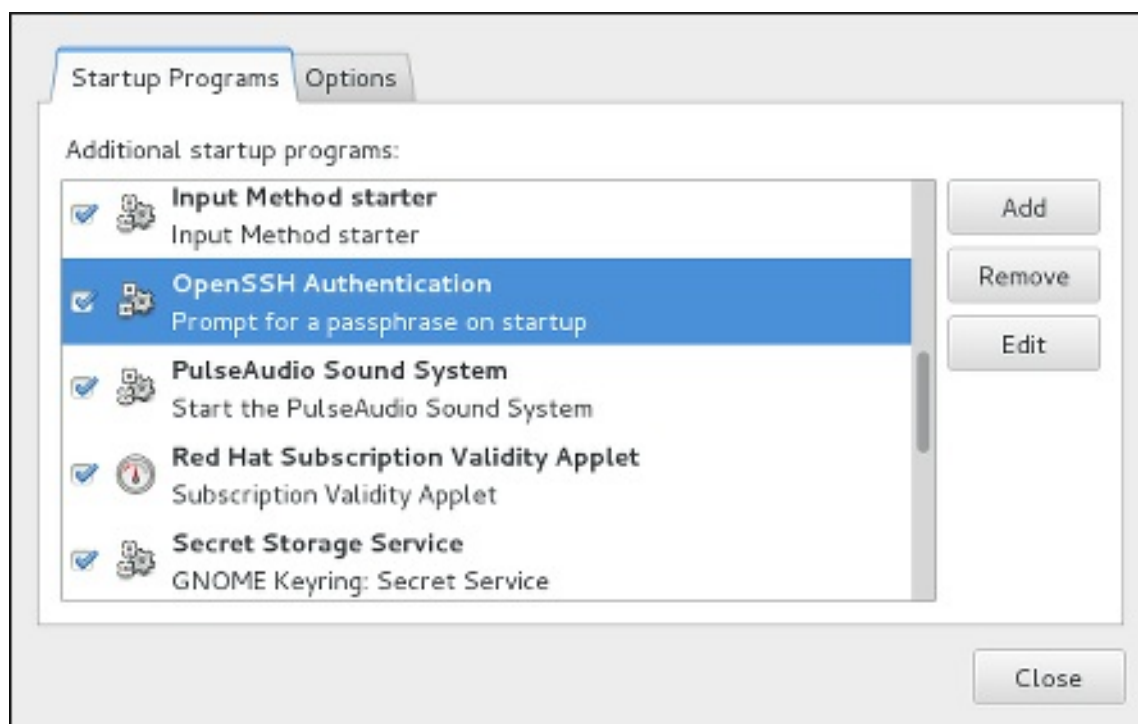 Startup Programs
Options
Additional startup programs:
Input Method starter
Input Method starter
OpenSSH Authentication
Prompt for a passphrase on startup
PulseAudio Sound System
Start the PulseAudio Sound System
Red Hat Subscription Validity Applet
Subscription Validity Applet
Secret Storage Service
GNOME Keyring: Secret Service
Add
Remove
Edit
Close